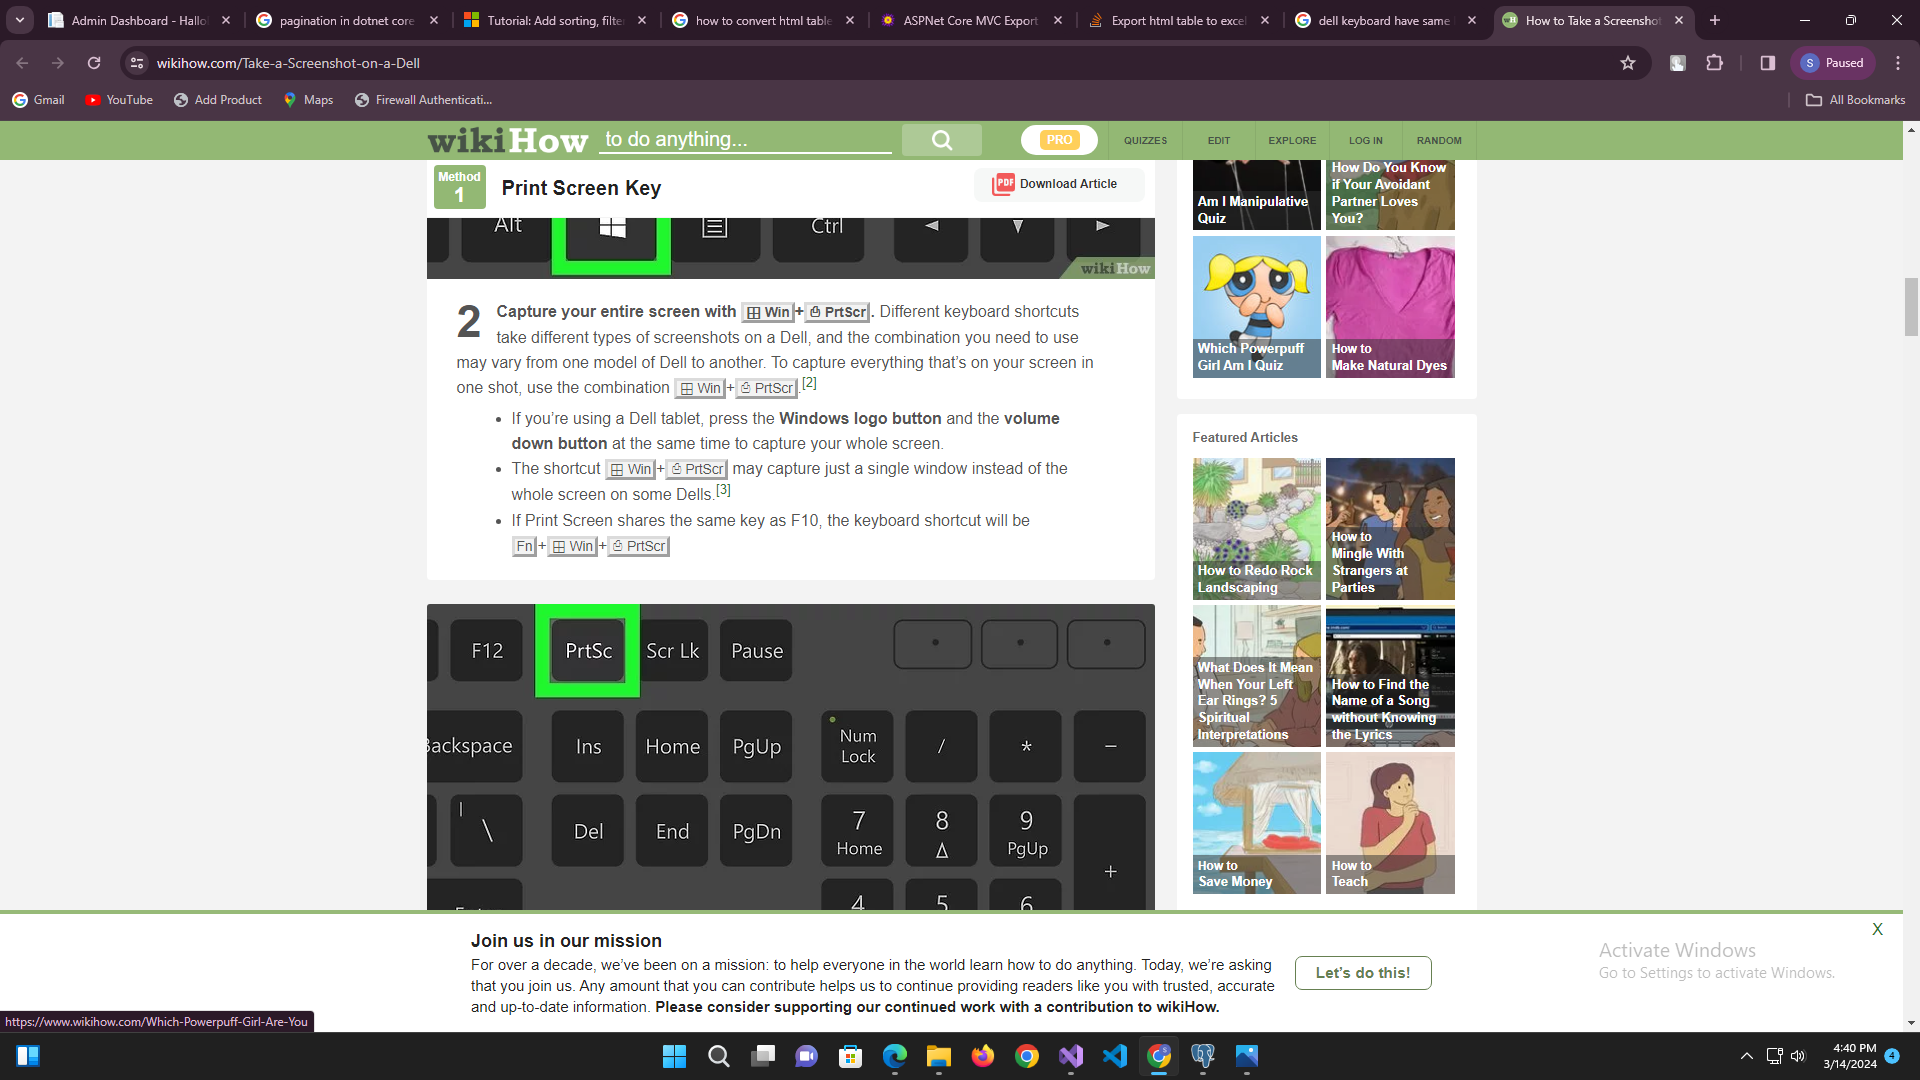 Admin Dashboard - Hallo
pagination in dotnet core
Tutorial: Add sorting, filte
how to convert html table
ASPNet Core MVC Export
Export html table to exce
dell keyboard have same
How to Take a Screenshot
wikihow.com/Take-a-Screenshot-on-a-Dell
S Paused
Gmail
YouTube
Add Product
Maps
Firewall Authenticati...
All Bookmarks
wikiHow to do anything...
PRO
QUIZZES
EDIT
EXPLORE
LOG IN
RANDOM
Method
1
Print Screen Key
PDF Download Article
Alt
Ctrl
wikiHow
2 Capture your entire screen with Win+PrtScr. Different keyboard shortcuts
take different types of screenshots on a Dell, and the combination you need to use
may vary from one model of Dell to another. To capture everything that's on your screen in
one shot, use the combination Win+PrtScr.[2]
• If you're using a Dell tablet, press the Windows logo button and the volume
down button at the same time to capture your whole screen.
• The shortcut Win+PrtScr may capture just a single window instead of the
whole screen on some Dells.[3]
• If Print Screen shares the same key as F10, the keyboard shortcut will be
Fn+Win+PrtScr
F12
PrtSc
Scr Lk
Pause
Backspace
Ins
Home
PgUp
Num
Lock
/
*
−
|
\
Del
End
PgDn
7
Home
8
9
PgUp
+
4
5
6
Am I Manipulative
Quiz
How Do You Know
if Your Avoidant
Partner Loves
You?
Which Powerpuff
Girl Am I Quiz
How to
Make Natural Dyes
Featured Articles
How to Redo Rock
Landscaping
How to
Mingle With
Strangers at
Parties
What Does It Mean
When Your Left
Ear Rings? 5
Spiritual
Interpretations
How to Find the
Name of a Song
without Knowing
the Lyrics
How to
Save Money
How to
Teach
Join us in our mission
For over a decade, we've been on a mission: to help everyone in the world learn how to do anything. Today, we're asking
that you join us. Any amount that you can contribute helps us to continue providing readers like you with trusted, accurate
and up-to-date information. Please consider supporting our continued work with a contribution to wikiHow.
Let's do this!
X
Activate Windows
Go to Settings to activate Windows.
https://www.wikihow.com/Which-Powerpuff-Girl-Are-You
4:40 PM
3/14/2024
4